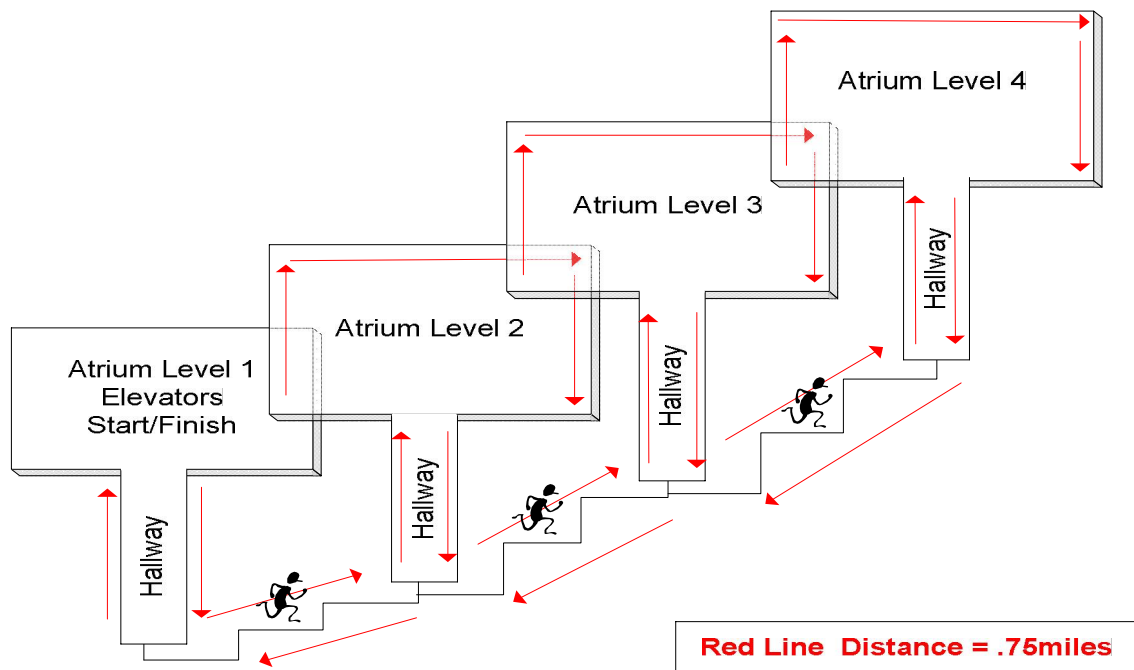 Atrium Level 4
Atrium Level 3
Atrium Level 2
Atrium Level 1
Elevators
Start/Finish
Hallway
Hallway
Hallway
Hallway
Red Line Distance = .75miles